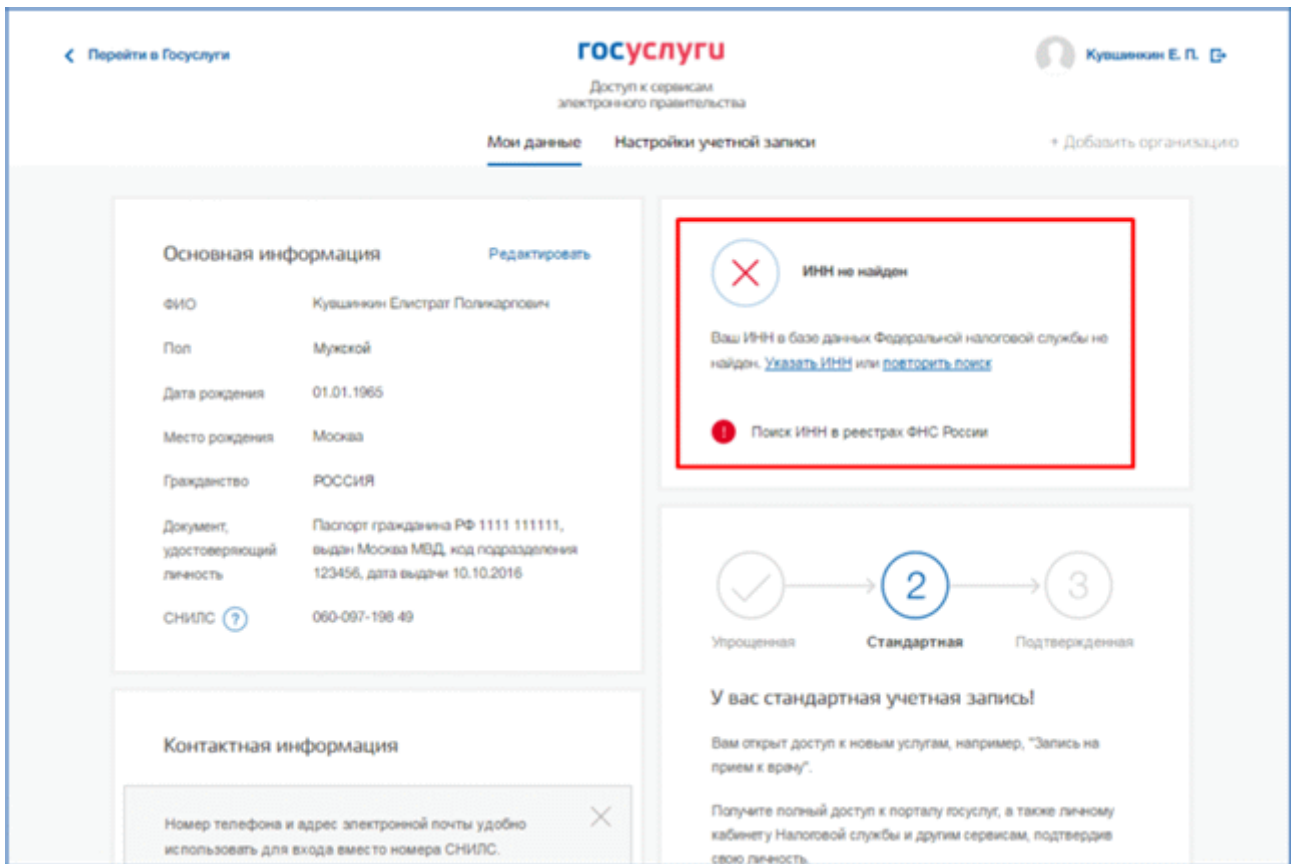 Перейти в Госуслуги
госуслуги
Кувшинкин Е. П.
Доступ к сервисам
электронного правительства
Мои данные
Настройки учетной записи
+ Добавить организацию
Основная информация
Редактировать
ФИО
Кувшинкин Елистрат Поликарпович
Пол
Мужской
Дата рождения
01.01.1965
Место рождения
Москва
Гражданство
РОССИЯ
Документ,
удостоверяющий
личность
Паспорт гражданина РФ 1111 111111,
выдан Москва МВД, код подразделения
123456, дата выдачи 10.10.2016
СНИЛС ?
060-097-198 49
Контактная информация
Номер телефона и адрес электронной почты удобно
использовать для входа вместо номера СНИЛС.
ИНН не найден
Ваш ИНН в базе данных Федеральной налоговой службы не
найден. Указать ИНН или повторить поиск
! Поиск ИНН в реестрах ФНС России
2
3
Упрощенная
Стандартная
Подтвержденная
У вас стандартная учетная запись!
Вам открыт доступ к новым услугам, например, "Запись на
прием к врачу".
Получите полный доступ к порталу госуслуг, а также личному
кабинету Налоговой службы и другим сервисам, подтвердив
свою личность.